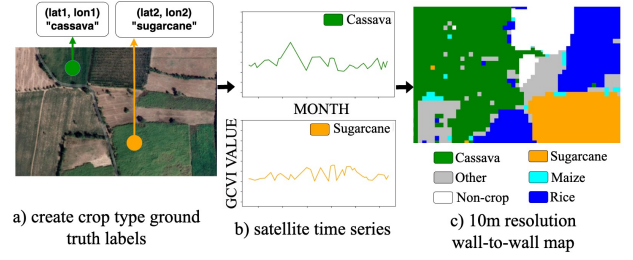 (lat1, lon1)
"cassava"
(lat2, lon2)
"sugarcane"
a) create crop type ground
truth labels
Cassava
MONTH
Sugarcane
GCVI VALUE
b) satellite time series
Cassava
Sugarcane
Other
Maize
Non-crop
Rice
c) 10m resolution
wall-to-wall map